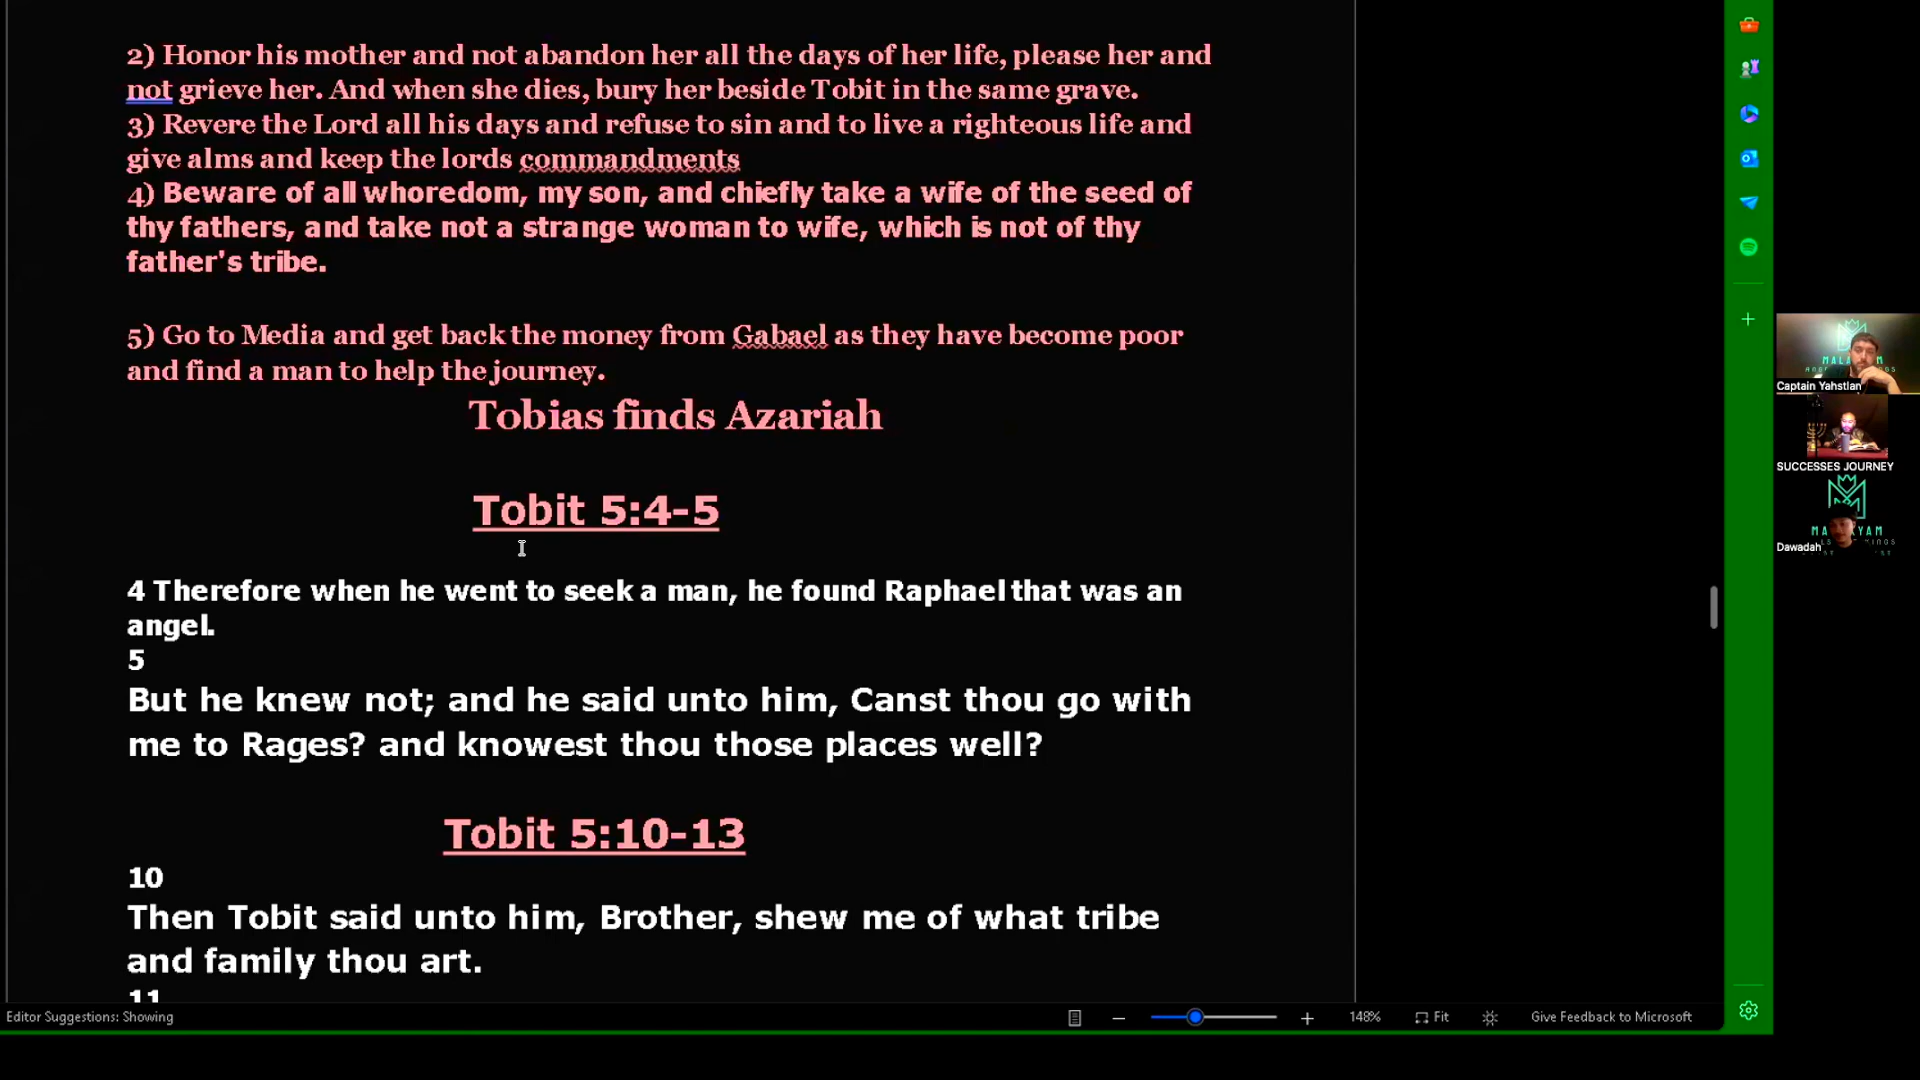 2) Honor his mother and not abandon her all the days of her life, please her and
not grieve her. And when she dies, bury her beside Tobit in the same grave.
3) Revere the Lord all his days and refuse to sin and to live a righteous life and
give alms and keep the lords commandments
4) Beware of all whoredom, my son, and chiefly take a wife of the seed of
thy fathers, and take not a strange woman to wife, which is not of thy
father's tribe.
5) Go to Media and get back the money from Gabael as they have become poor
and find a man to help the journey.
Tobias finds Azariah
Tobit 5:4-5
4 Therefore when he went to seek a man, he found Raphael that was an
angel.
5
But he knew not; and he said unto him, Canst thou go with
me to Rages? and knowest thou those places well?
Tobit 5:10-13
10
Then Tobit said unto him, Brother, shew me of what tribe
and family thou art.
11
Captain Yahstlan
SUCCESSES JOURNEY
Dawadah
Editor Suggestions: Showing
148%
Fit
Give Feedback to Microsoft